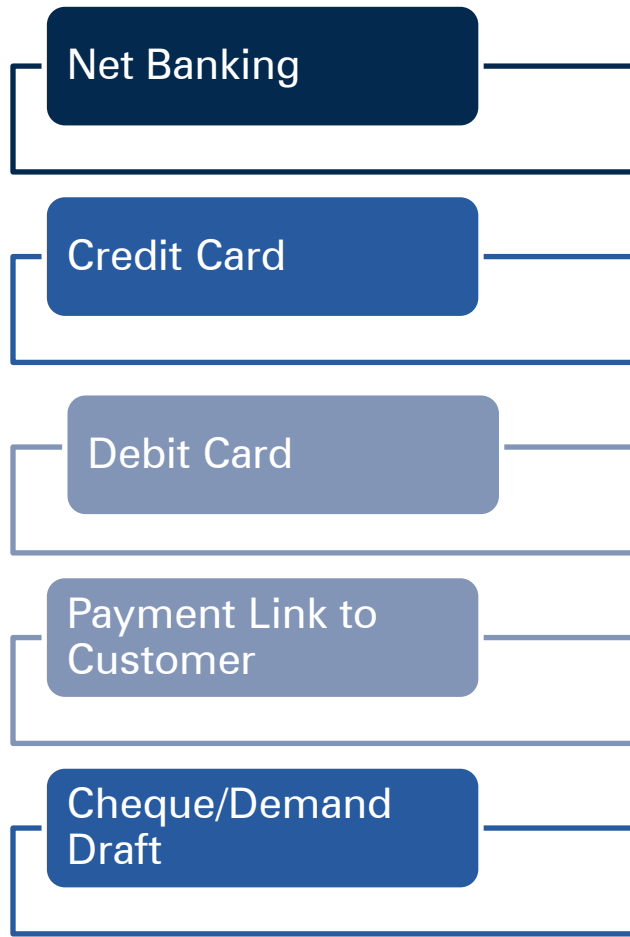 Net Banking
Credit Card
Debit Card
Payment Link to
Customer
Cheque/Demand
Draft